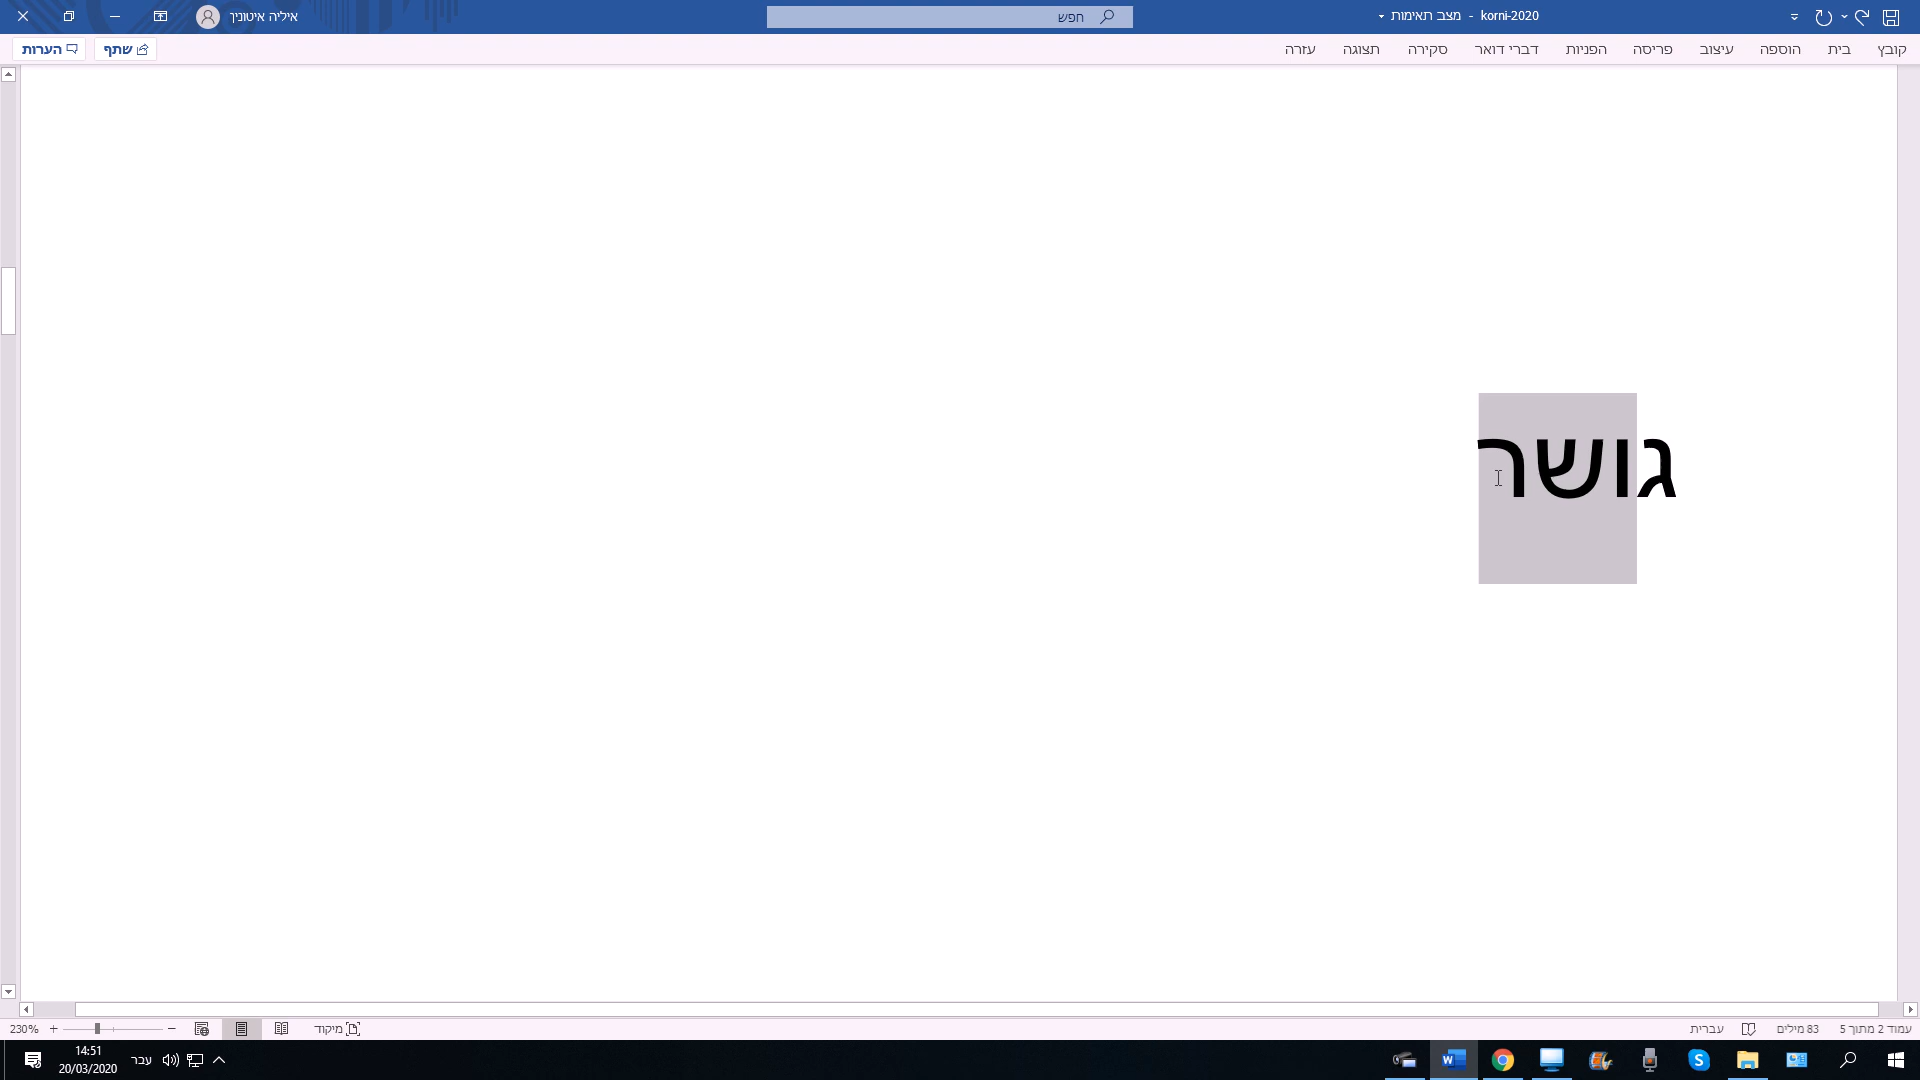 korni-2020 - מצב תאימות
חפש
איליה איטוניך
קובץ בית הוספה עיצוב פריסה הפניות דברי דואר סקירה תצוגה עזרה
שתף
הערות
גושר
עמוד 2 מתוך 5 83 מילים עברית
מיקוד
230%
עבר
14:51
20/03/2020